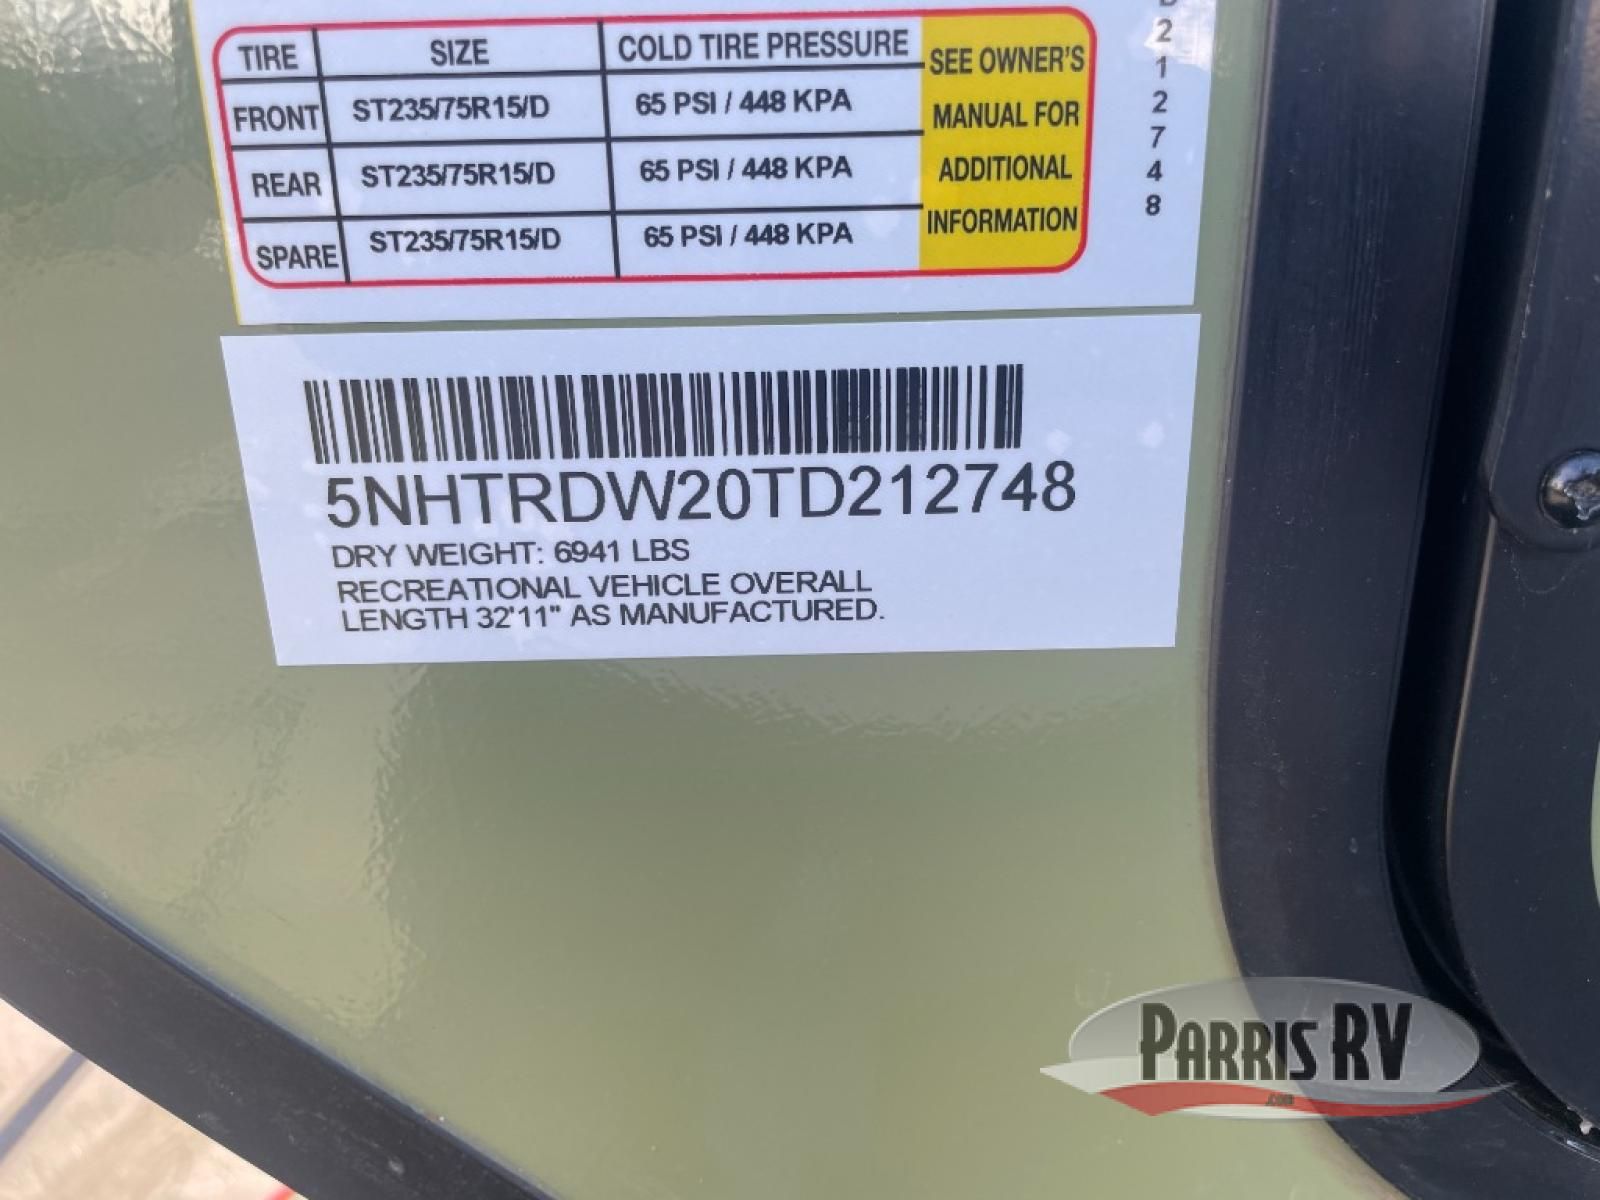 TIRE SIZE COLD TIRE PRESSURE
FRONT ST235/75R15/D 65 PSI / 448 KPA
REAR ST235/75R15/D 65 PSI / 448 KPA
SPARE ST235/75R15/D 65 PSI / 448 KPA
SEE OWNER'S
MANUAL FOR
ADDITIONAL
INFORMATION
2
1
2
7
4
8
5NHTRDW20TD212748
DRY WEIGHT: 6941 LBS
RECREATIONAL VEHICLE OVERALL
LENGTH 32'11" AS MANUFACTURED.
PARRIS RV
.com